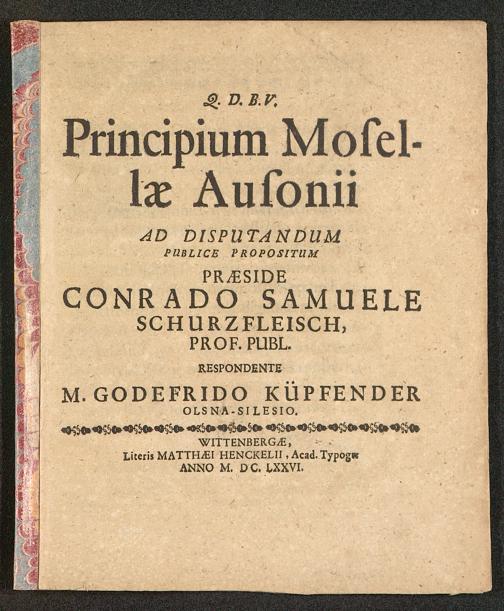 Q. D. B. V.
Principium Moſel-
læ Auſonii
AD DISPUTANDUM
PUBLICE PROPOSITUM
PRÆSIDE
CONRADO SAMUELE
SCHURZFLEISCH,
PROF. PUBL.
RESPONDENTE
M. GODEFRIDO KÜPFENDER
OLSNA-SILESIO.
WITTENBERGÆ,
Literis MATTHÆI HENCKELII, Acad. Typogr.
ANNO M. DC. LXXVI.